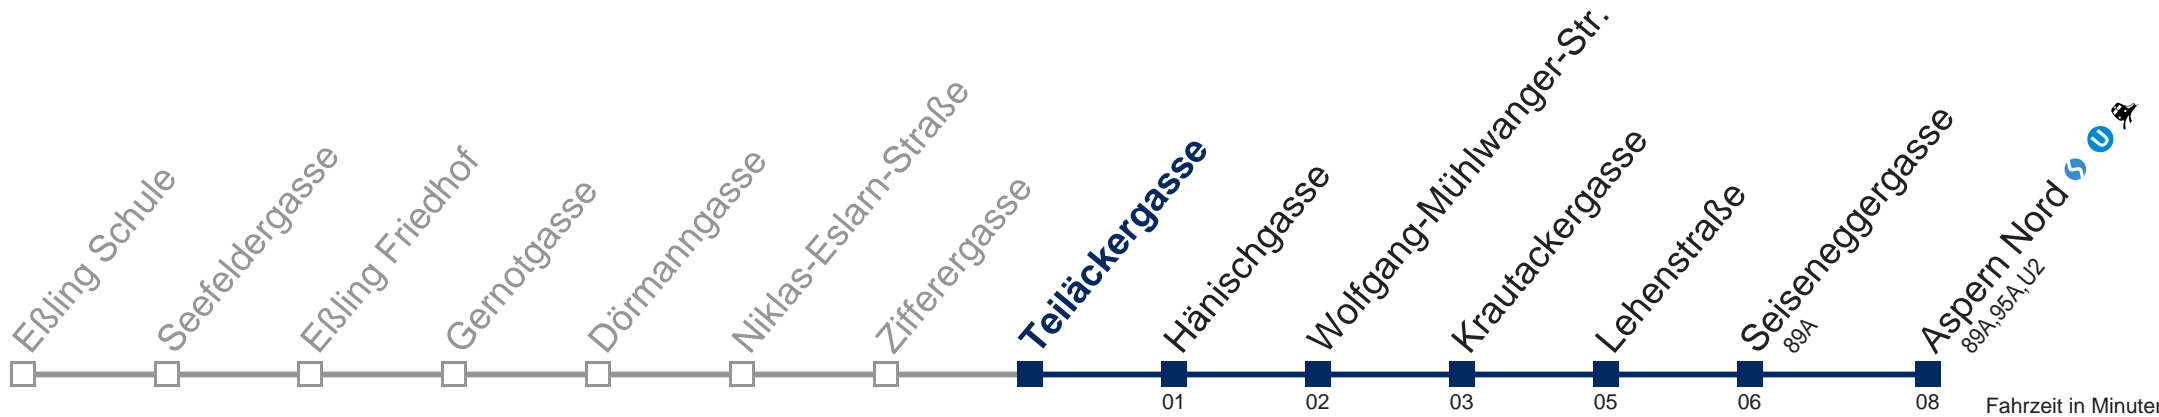 Eßling Schule
Seefeldergasse
Eßling Friedhof
Gernotgasse
Dörmanngasse
Niklas-Eslarn-Straße
Zifferergasse
Teiläckergasse
Hänischgasse
Wolfgang-Mühlwanger-Str.
Krautackergasse
Lehenstraße
Seiseneggergasse
89A
Aspern Nord
U
89A,95A,U2
01
02
03
05
06
08
Fahrzeit in Minuten